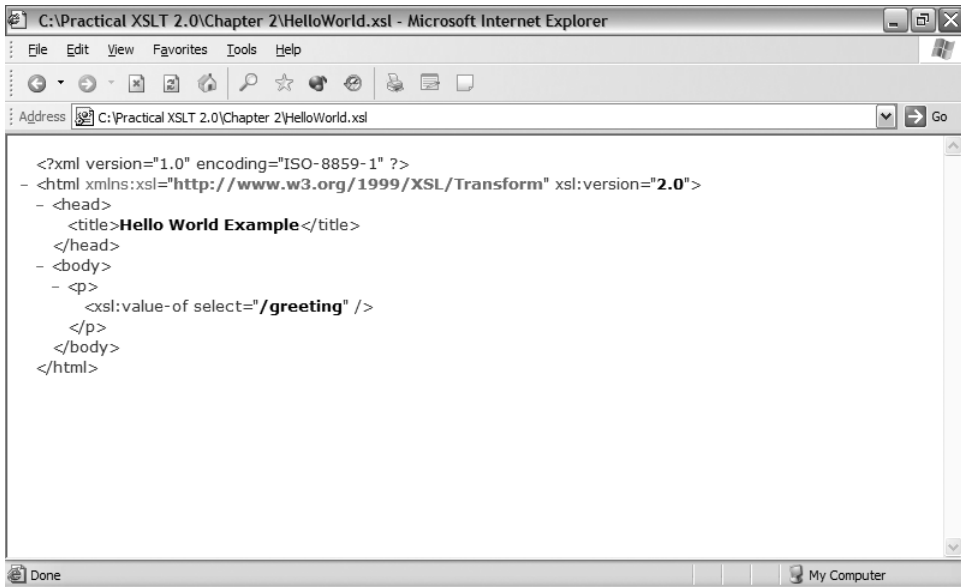 C:\Practical XSLT 2.0\Chapter 2\HelloWorld.xsl - Microsoft Internet Explorer
File Edit View Favorites Tools Help
Address C:\Practical XSLT 2.0\Chapter 2\HelloWorld.xsl Go
<?xml version="1.0" encoding="ISO-8859-1" ?>
- <html xmlns:xsl="http://www.w3.org/1999/XSL/Transform" xsl:version="2.0">
- <head>
<title>Hello World Example</title>
</head>
- <body>
- <p>
<xsl:value-of select="/greeting" />
</p>
</body>
</html>
Done My Computer